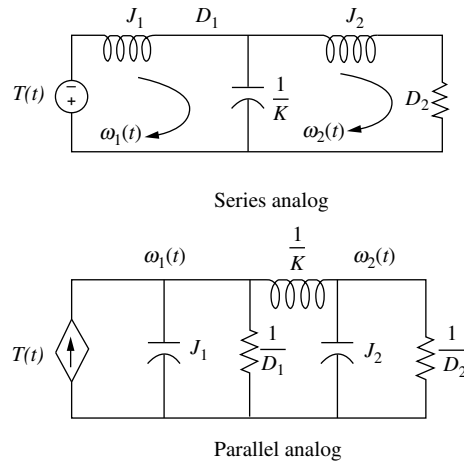 J₁ D₁ J₂
T(t) − + 1/K D₂
ω₁(t) ω₂(t)
Series analog
ω₁(t) 1/K ω₂(t)
T(t) J₁ 1/D₁ J₂ 1/D₂
Parallel analog